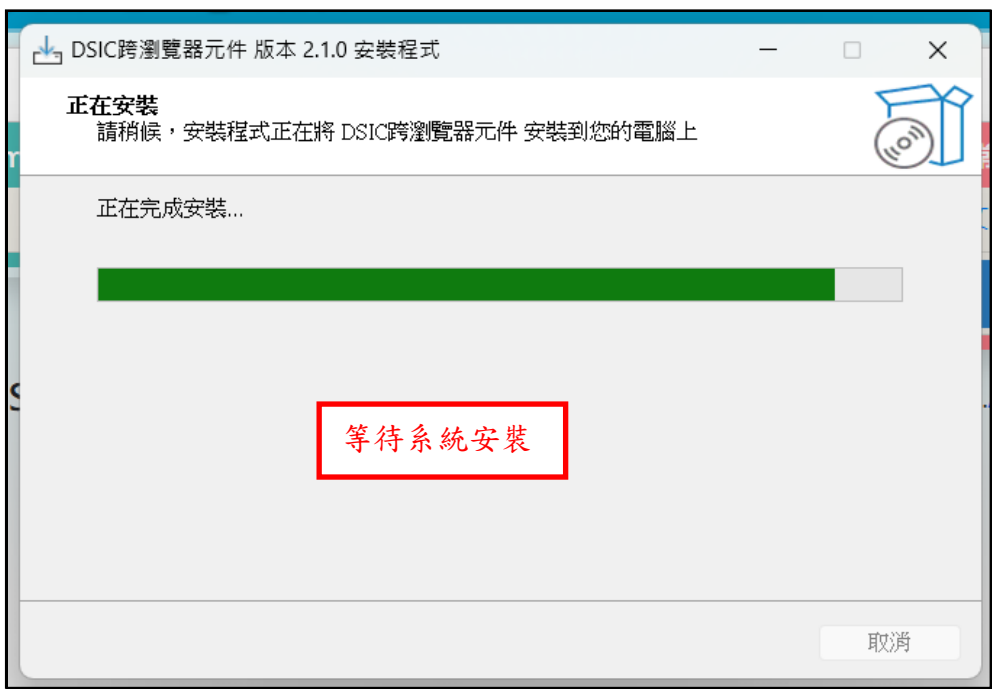 DSIC跨瀏覽器元件 版本 2.1.0 安裝程式
正在安裝
請稍候，安裝程式正在將 DSIC跨瀏覽器元件 安裝到您的電腦上
正在完成安裝...
等待系統安裝
取消